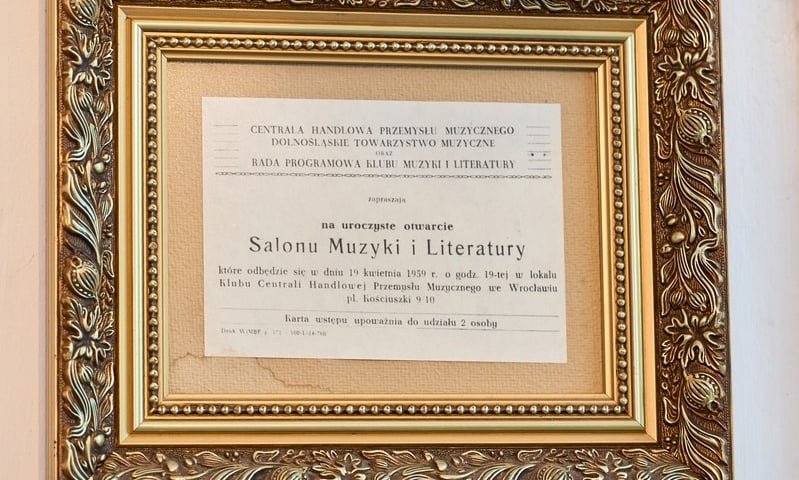 CENTRALA HANDLOWA PRZEMYSŁU MUZYCZNEGO
DOLNOŚLĄSKIE TOWARZYSTWO MUZYCZNE
ORAZ
RADA PROGRAMOWA KLUBU MUZYKI I LITERATURY
zapraszają
na uroczyste otwarcie
Salonu Muzyki i Literatury
które odbędzie się w dniu 19 kwietnia 1959 r. o godz. 19-tej w lokalu
Klubu Centrali Handlowej Przemysłu Muzycznego we Wrocławiu
pl. Kościuszki 9 10
Karta wstępu upoważnia do udziału 2 osoby
Druk